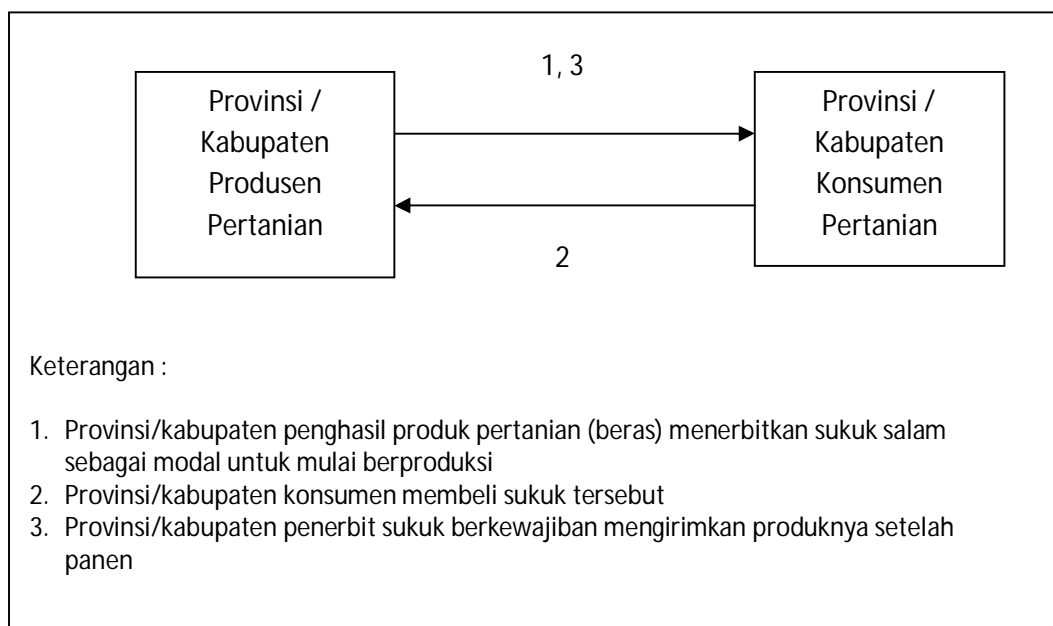 1, 3
Provinsi /
Kabupaten
Produsen
Pertanian
Provinsi /
Kabupaten
Konsumen
Pertanian
2
Keterangan :
1. Provinsi/kabupaten penghasil produk pertanian (beras) menerbitkan sukuk salam
sebagai modal untuk mulai berproduksi
2. Provinsi/kabupaten konsumen membeli sukuk tersebut
3. Provinsi/kabupaten penerbit sukuk berkewajiban mengirimkan produknya setelah
panen